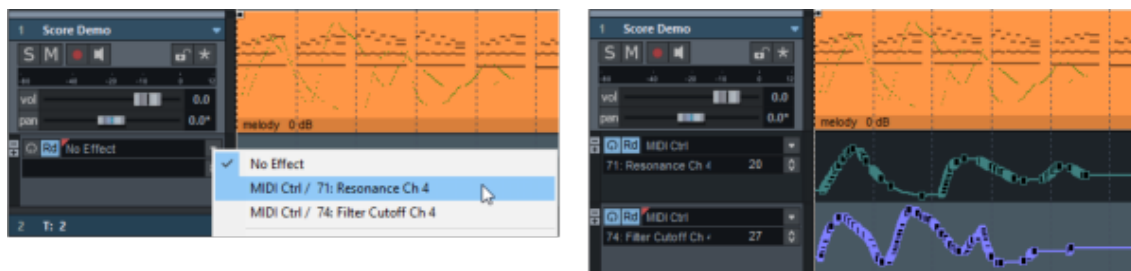 1 Score Demo
S M
vol 0.0
pan 0.0*
melody 0 dB
Rd No Effect
No Effect
MIDI Ctrl / 71: Resonance Ch 4
MIDI Ctrl / 74: Filter Cutoff Ch 4
2 T: 2
1 Score Demo
S M
vol 0.0
pan 0.0*
melody 0 dB
Rd MIDI Ctrl
71: Resonance Ch 4 20
Rd MIDI Ctrl
74: Filter Cutoff Ch 27